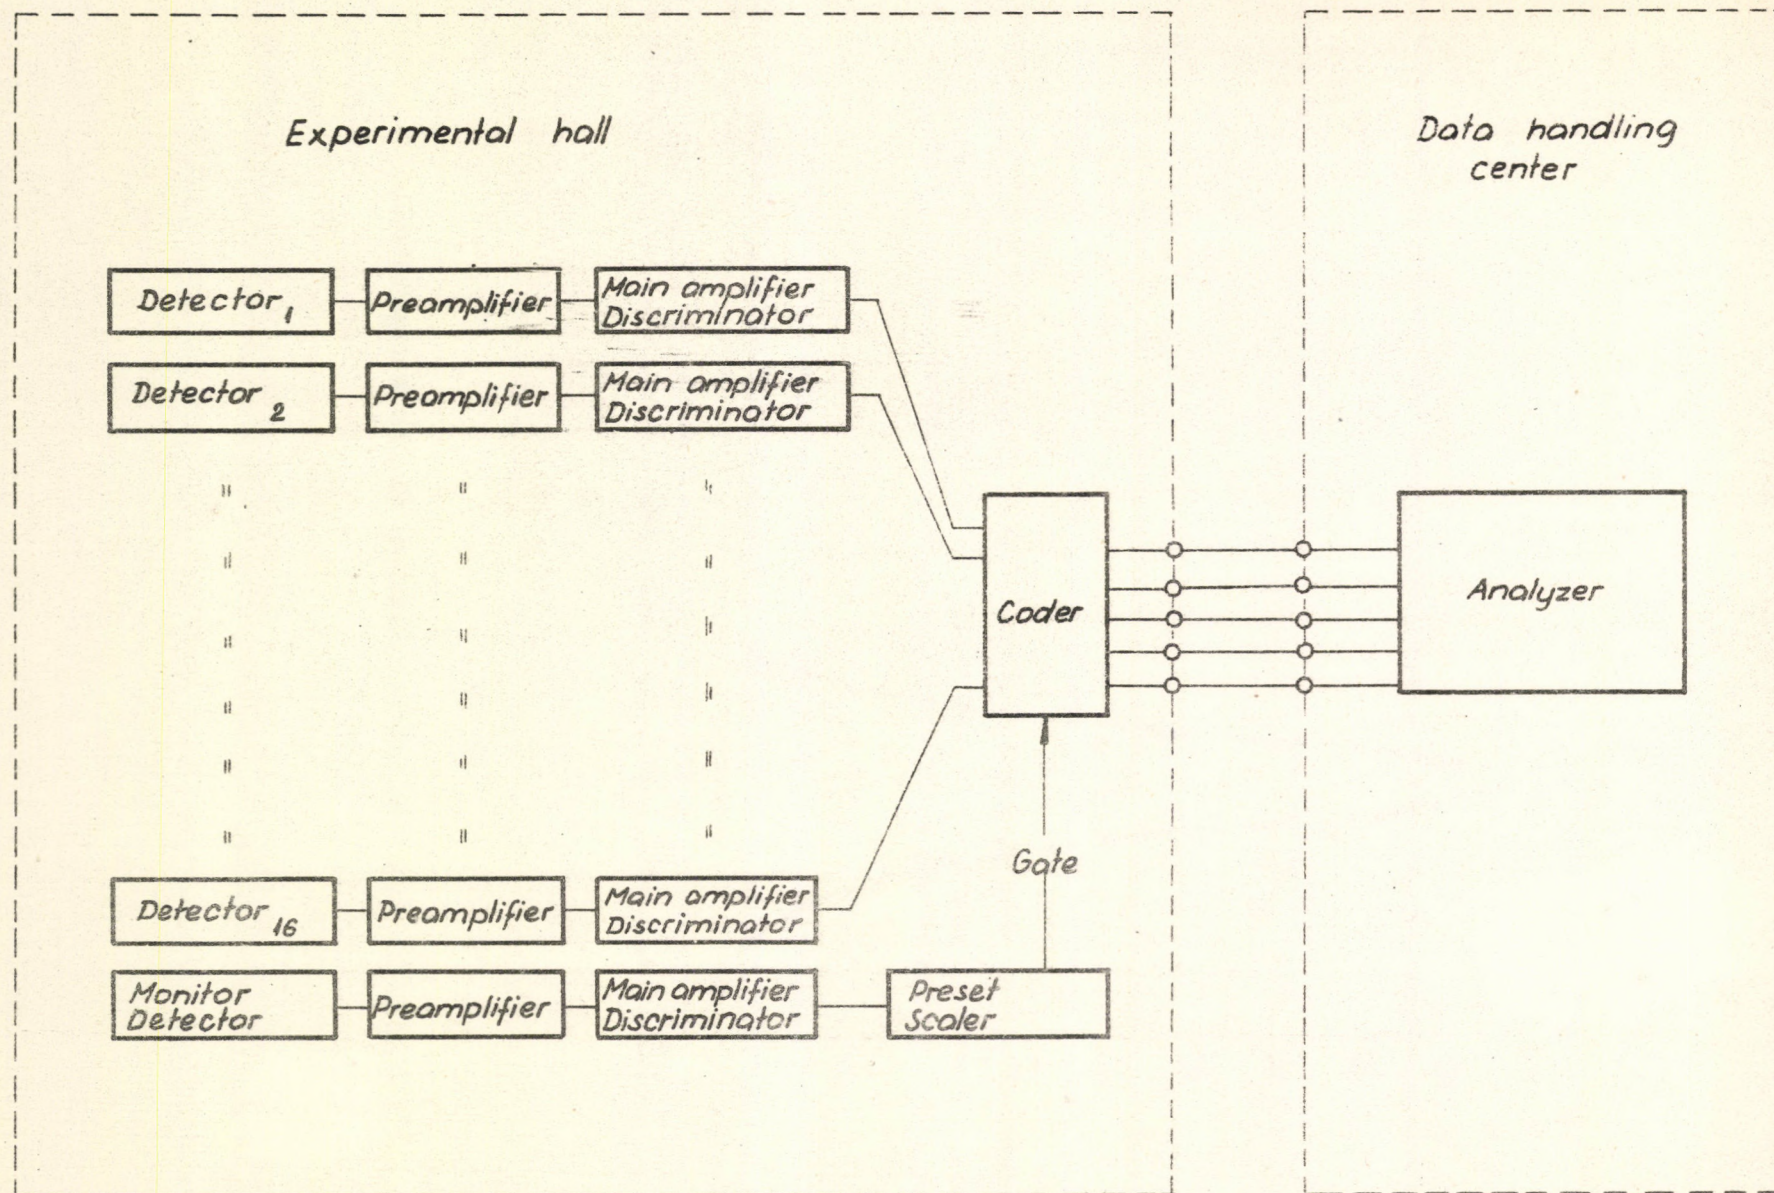 Experimental hall
Data handling
center
Detector 1
Preamplifier
Main amplifier
Discriminator
Detector 2
Preamplifier
Main amplifier
Discriminator
" " "
" " "
" " "
" " "
" " "
" " "
Coder
Analyzer
Gate
Detector 16
Preamplifier
Main amplifier
Discriminator
Monitor
Detector
Preamplifier
Main amplifier
Discriminator
Preset
Scaler